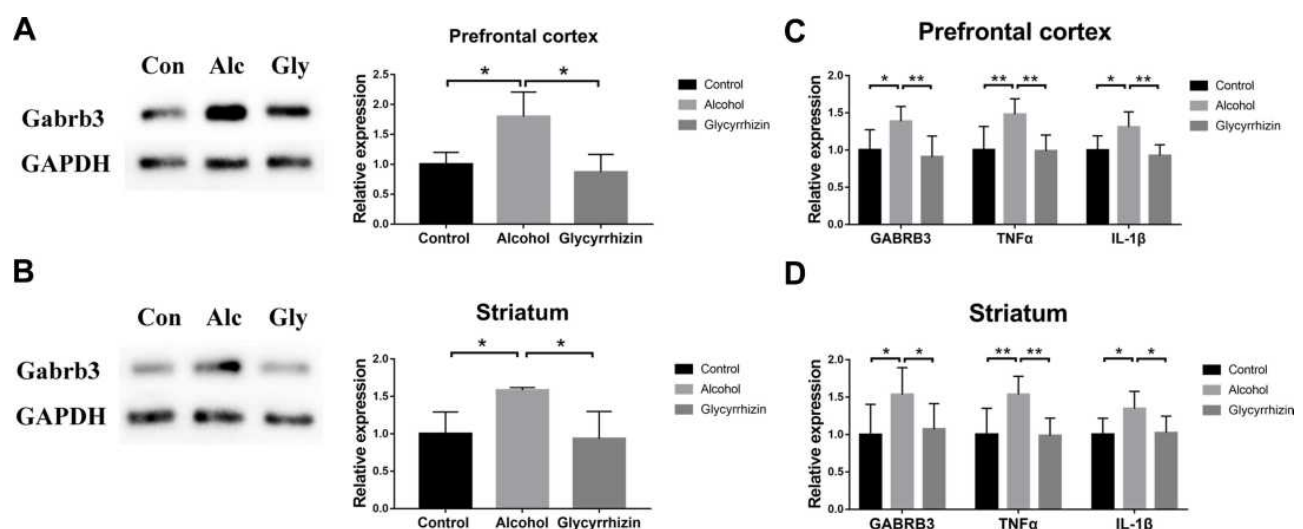 A
Con Alc Gly
Gabrb3
GAPDH
Prefrontal cortex
* *
Relative expression
2.5
2.0
1.5
1.0
0.5
0.0
Control Alcohol Glycyrrhizin
Control
Alcohol
Glycyrrhizin
B
Con Alc Gly
Gabrb3
GAPDH
Striatum
* *
Relative expression
2.0
1.5
1.0
0.5
0.0
Control Alcohol Glycyrrhizin
Control
Alcohol
Glycyrrhizin
C
Prefrontal cortex
* ** ** ** * **
Relative expression
2.0
1.5
1.0
0.5
0.0
GABRB3 TNFα IL-1β
Control
Alcohol
Glycyrrhizin
D
Striatum
* * ** ** * *
Relative expression
2.0
1.5
1.0
0.5
0.0
GABRB3 TNFα IL-1β
Control
Alcohol
Glycyrrhizin